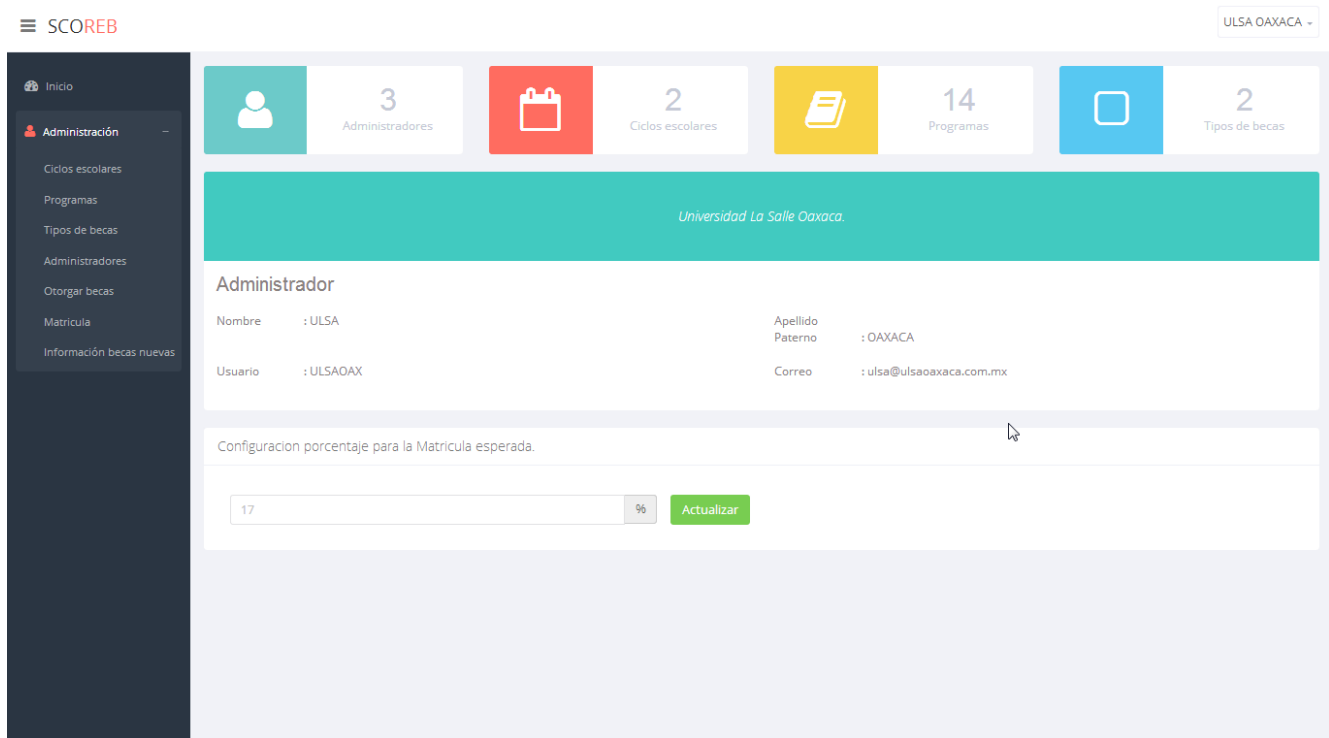 SCOREB
ULSA OAXACA
Inicio
Administración
Ciclos escolares
Programas
Tipos de becas
Administradores
Otorgar becas
Matricula
Información becas nuevas
3
Administradores
2
Ciclos escolares
14
Programas
2
Tipos de becas
Universidad La Salle Oaxaca.
Administrador
Nombre : ULSA
Apellido
Paterno : OAXACA
Usuario : ULSAOAX
Correo : ulsa@ulsaoaxaca.com.mx
Configuracion porcentaje para la Matricula esperada.
17 % Actualizar